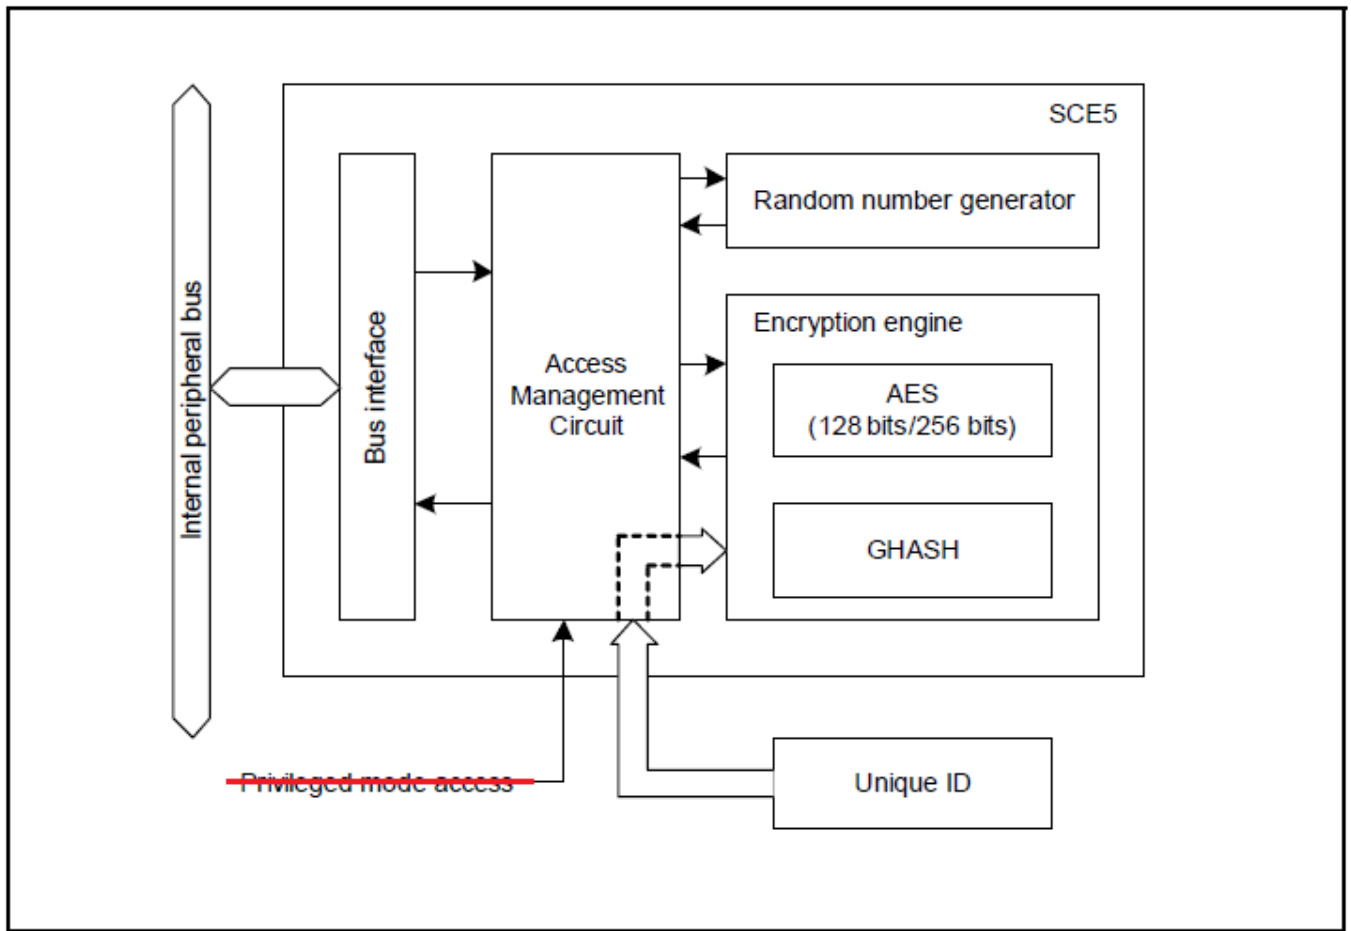 SCE5
Internal peripheral bus
Bus interface
Access
Management
Circuit
Random number generator
Encryption engine
AES
(128 bits/256 bits)
GHASH
Privileged mode access
Unique ID